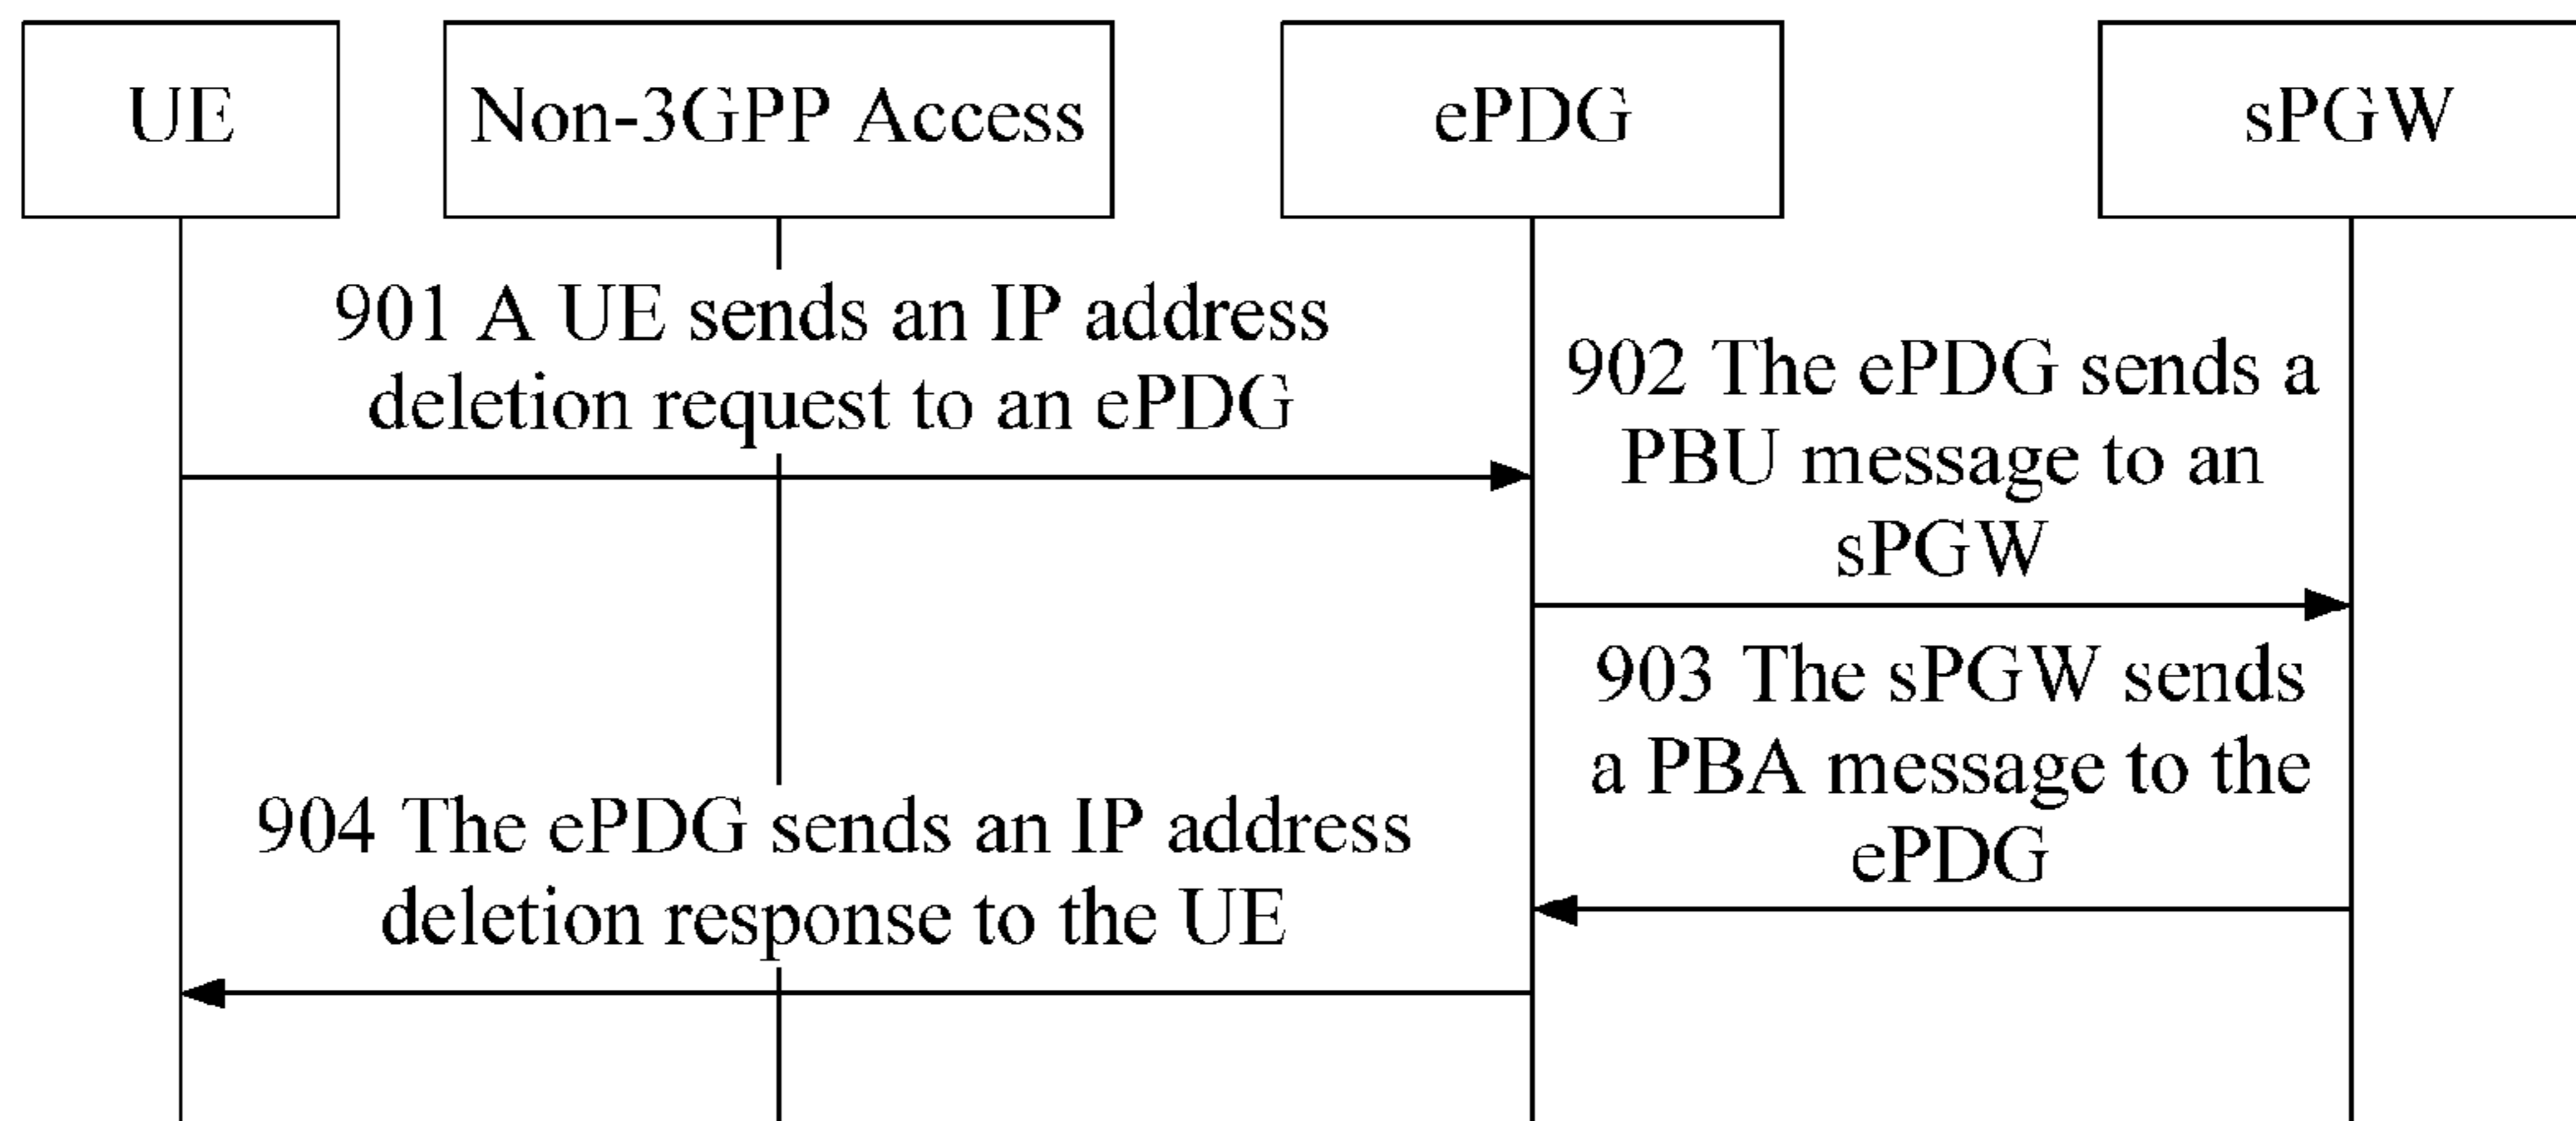 UE
Non-3GPP Access
ePDG
sPGW
901 A UE sends an IP address
deletion request to an ePDG
902 The ePDG sends a
PBU message to an
sPGW
903 The sPGW sends
a PBA message to the
ePDG
904 The ePDG sends an IP address
deletion response to the UE